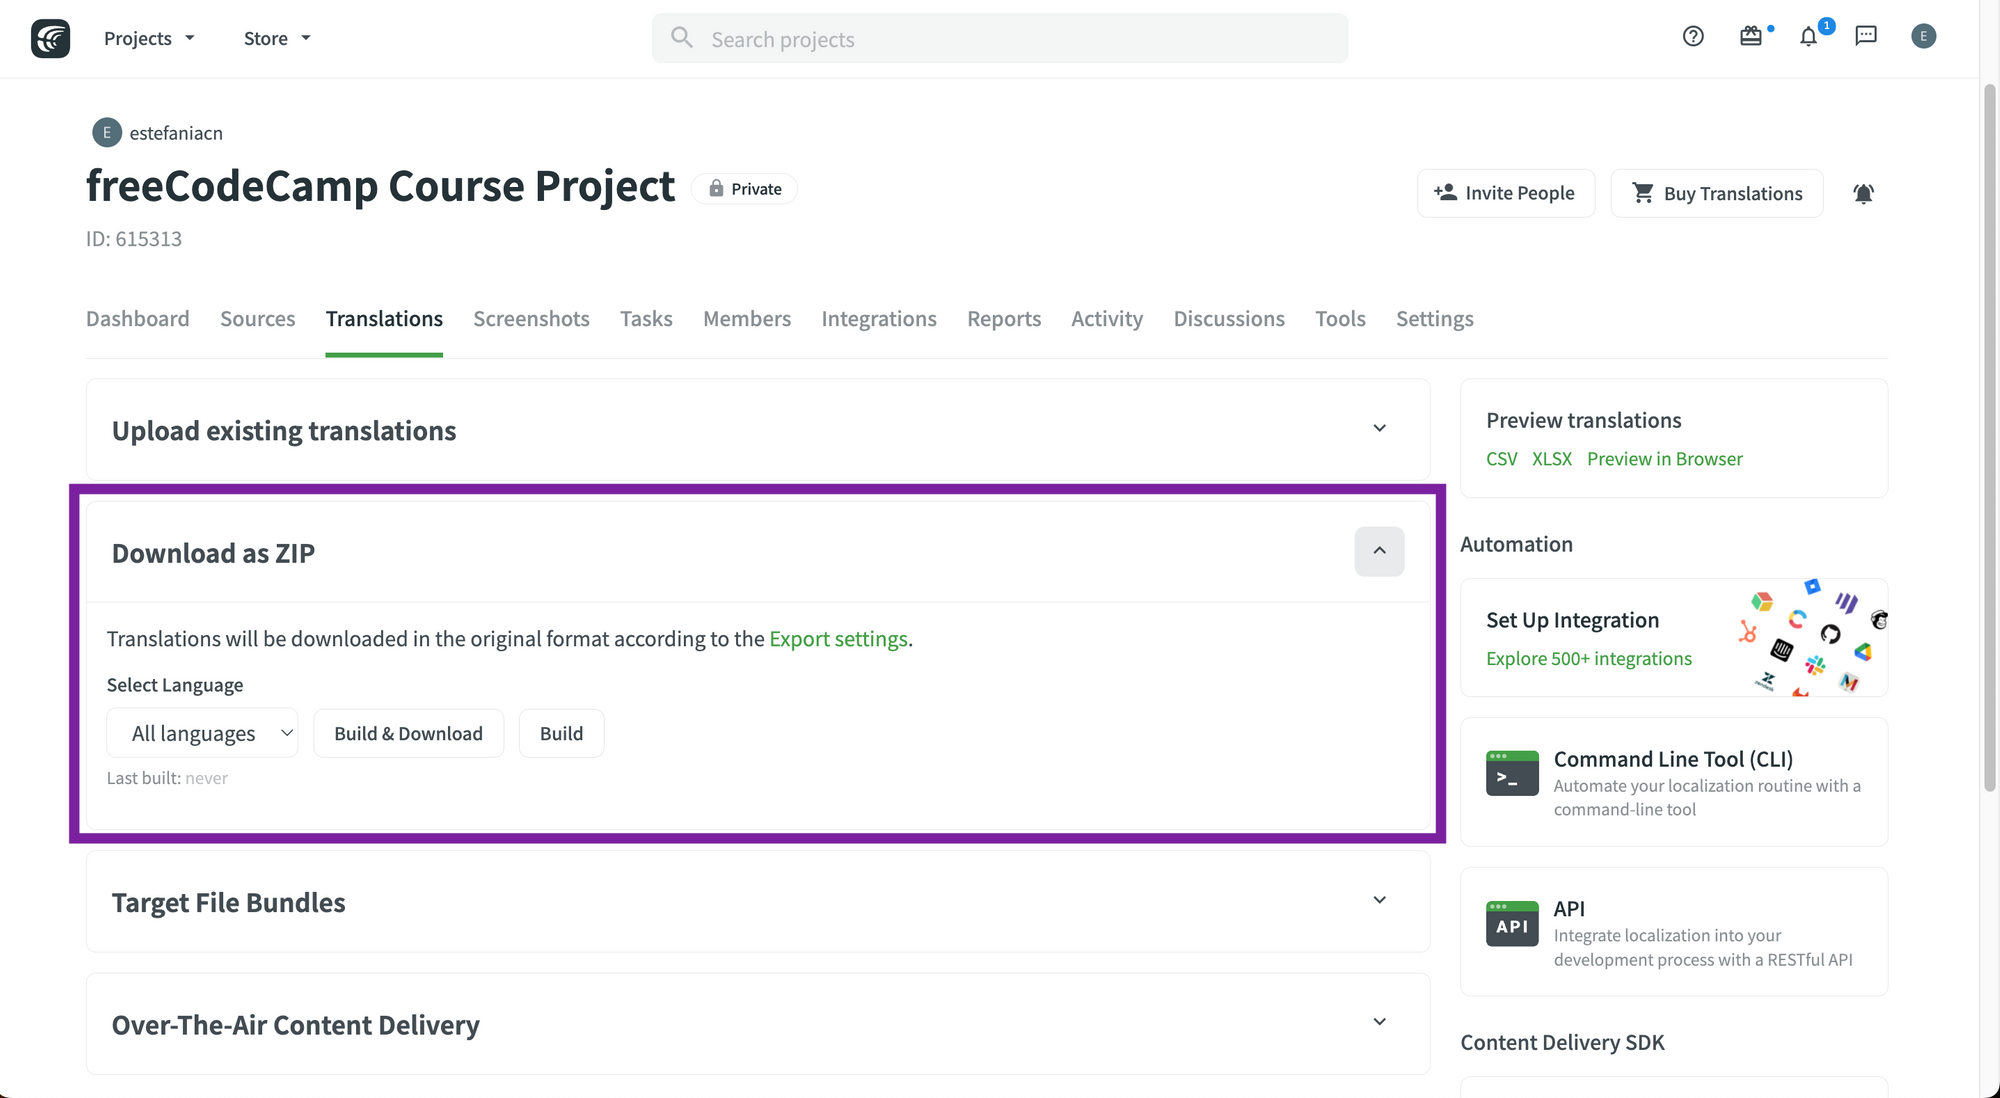 Projects
Store
Search projects
1
E
E
estefaniacn
freeCodeCamp Course Project
Private
Invite People
Buy Translations
ID: 615313
Dashboard
Sources
Translations
Screenshots
Tasks
Members
Integrations
Reports
Activity
Discussions
Tools
Settings
Upload existing translations
Download as ZIP
Translations will be downloaded in the original format according to the Export settings.
Select Language
All languages
Build & Download
Build
Last built: never
Target File Bundles
Over-The-Air Content Delivery
Preview translations
CSV XLSX Preview in Browser
Automation
Set Up Integration
Explore 500+ integrations
>_
Command Line Tool (CLI)
Automate your localization routine with a
command-line tool
API
API
Integrate localization into your
development process with a RESTful API
Content Delivery SDK